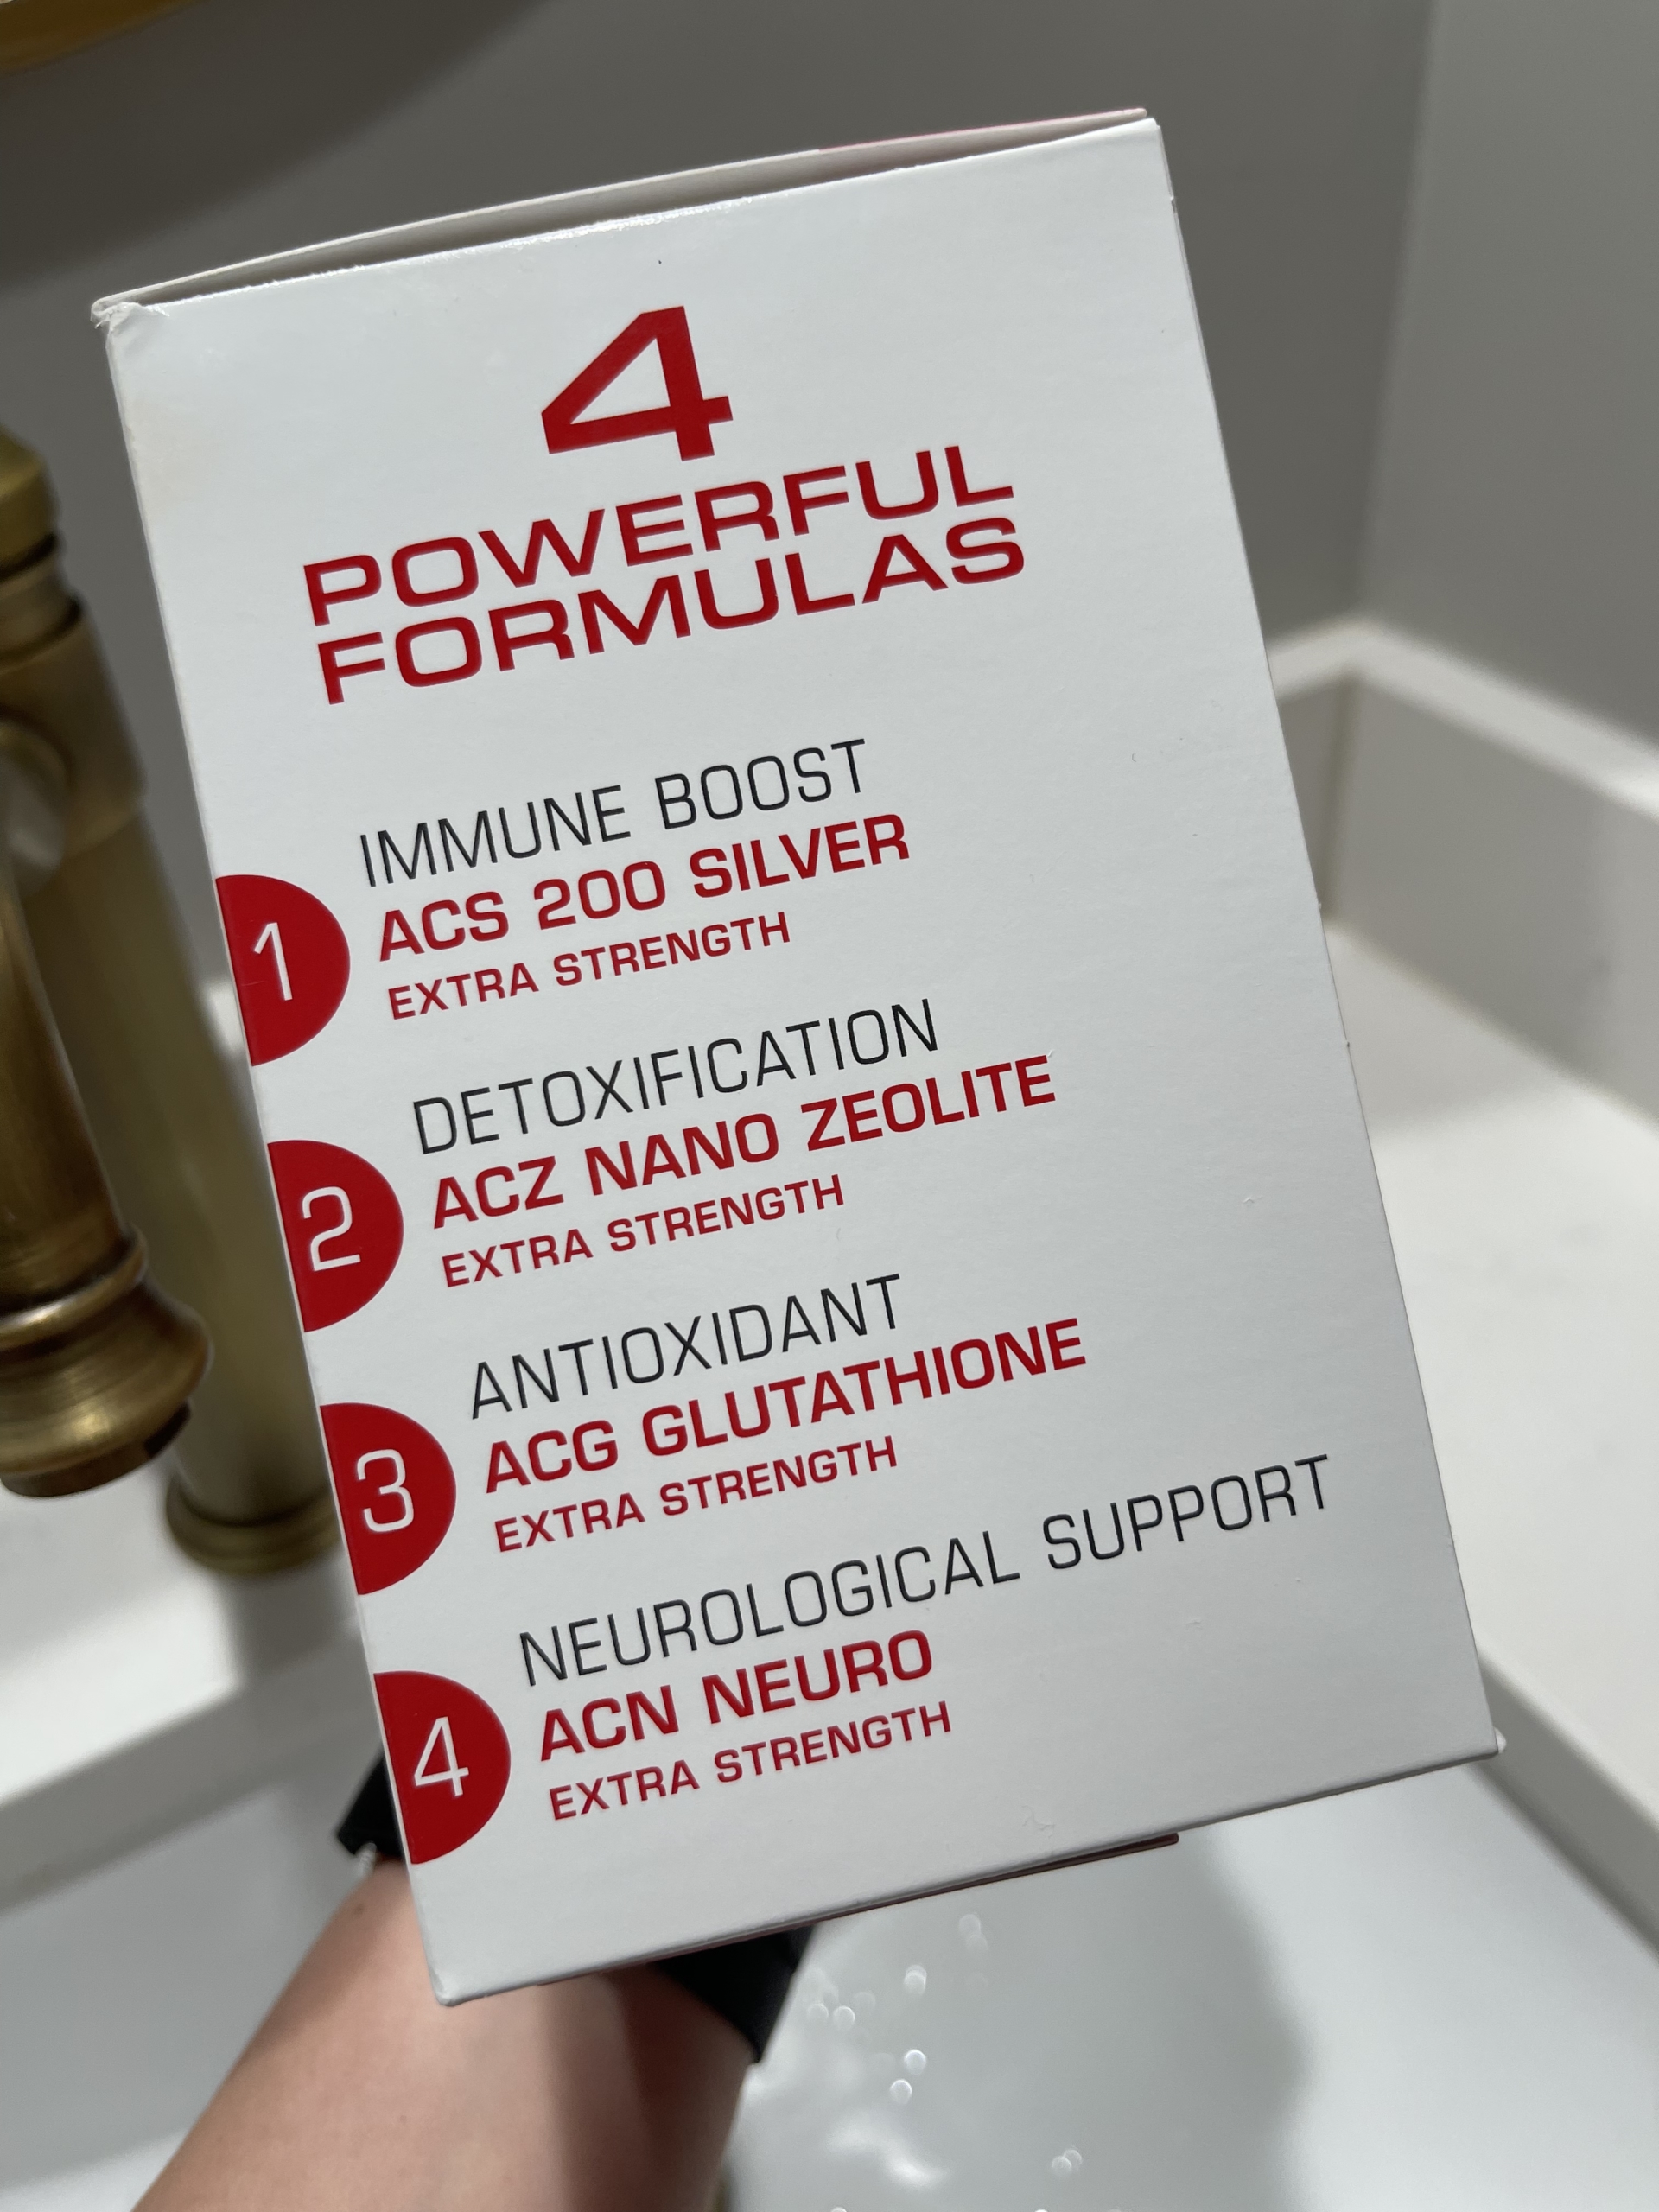 4
POWERFUL
FORMULAS
1
IMMUNE BOOST
ACS 200 SILVER
EXTRA STRENGTH
2
DETOXIFICATION
ACZ NANO ZEOLITE
EXTRA STRENGTH
3
ANTIOXIDANT
ACG GLUTATHIONE
EXTRA STRENGTH
4
NEUROLOGICAL SUPPORT
ACN NEURO
EXTRA STRENGTH